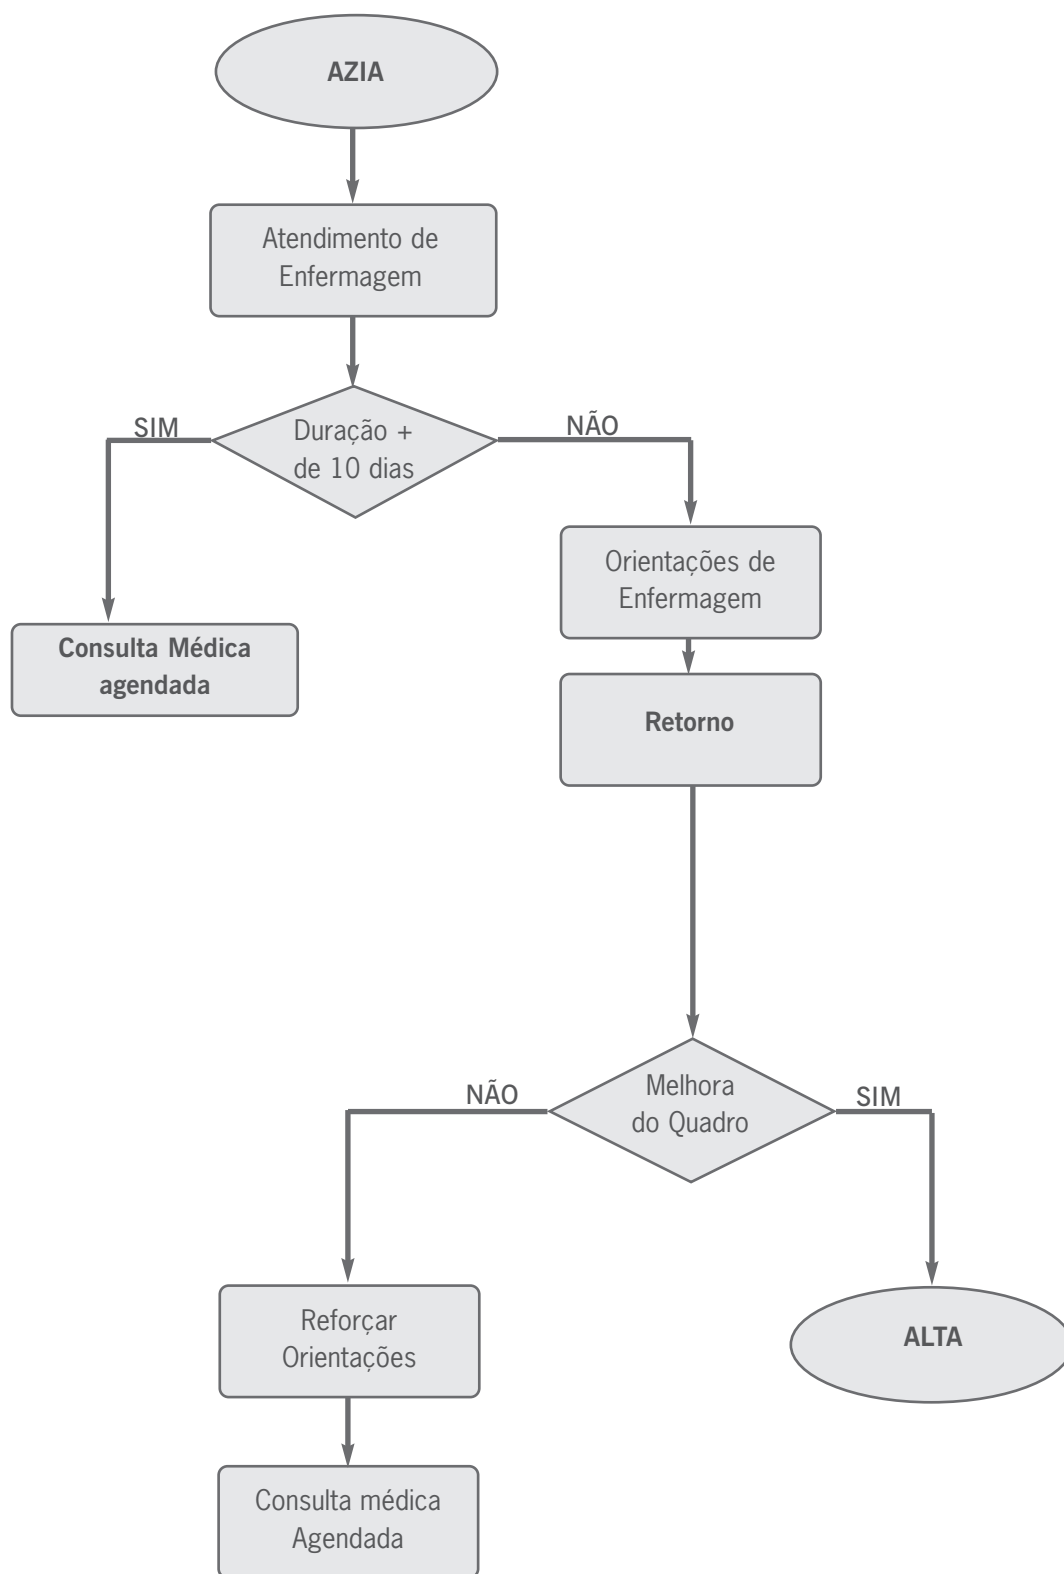 AZIA
Atendimento de
Enfermagem
SIM
Duração +
de 10 dias
NÃO
Orientações de
Enfermagem
Consulta Médica
agendada
Retorno
NÃO
Melhora
do Quadro
SIM
Reforçar
Orientações
ALTA
Consulta médica
Agendada